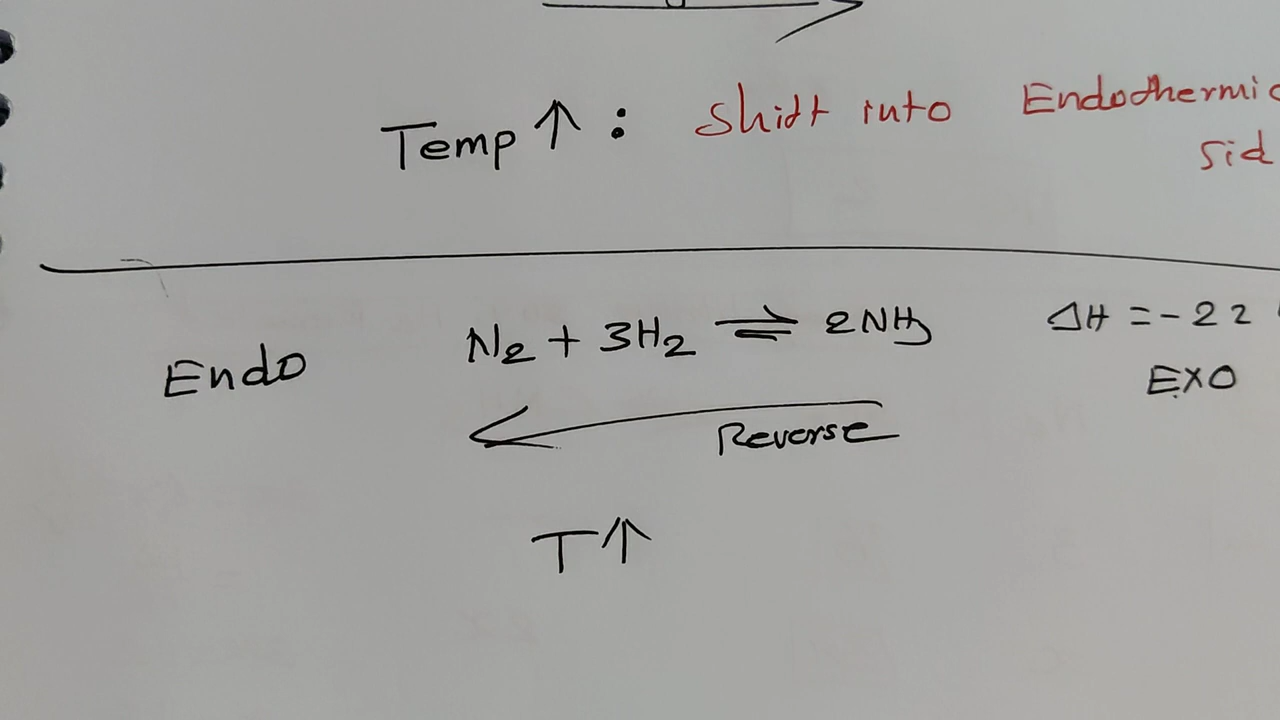 Temp ↑ : Shift into Endothermic
Sid
N₂ + 3H₂ ⇌ 2NH₃ ΔH = -22
Endo EXO
Reverse
T↑